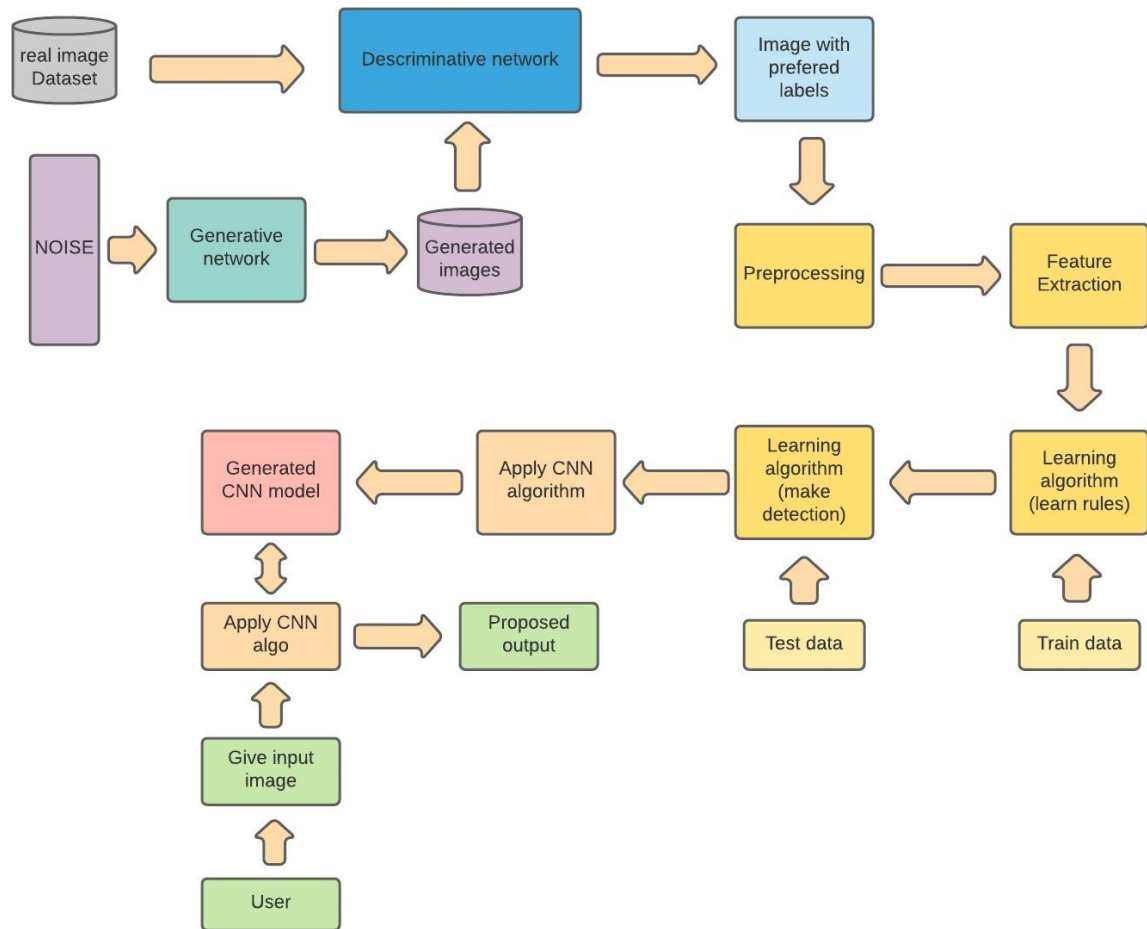 real image
Dataset
Descriminative network
Image with
prefered
labels
NOISE
Generative
network
Generated
images
Preprocessing
Feature
Extraction
Generated
CNN model
Apply CNN
algorithm
Learning
algorithm
(make
detection)
Learning
algorithm
(learn rules)
Apply CNN
algo
Proposed
output
Test data
Train data
Give input
image
User